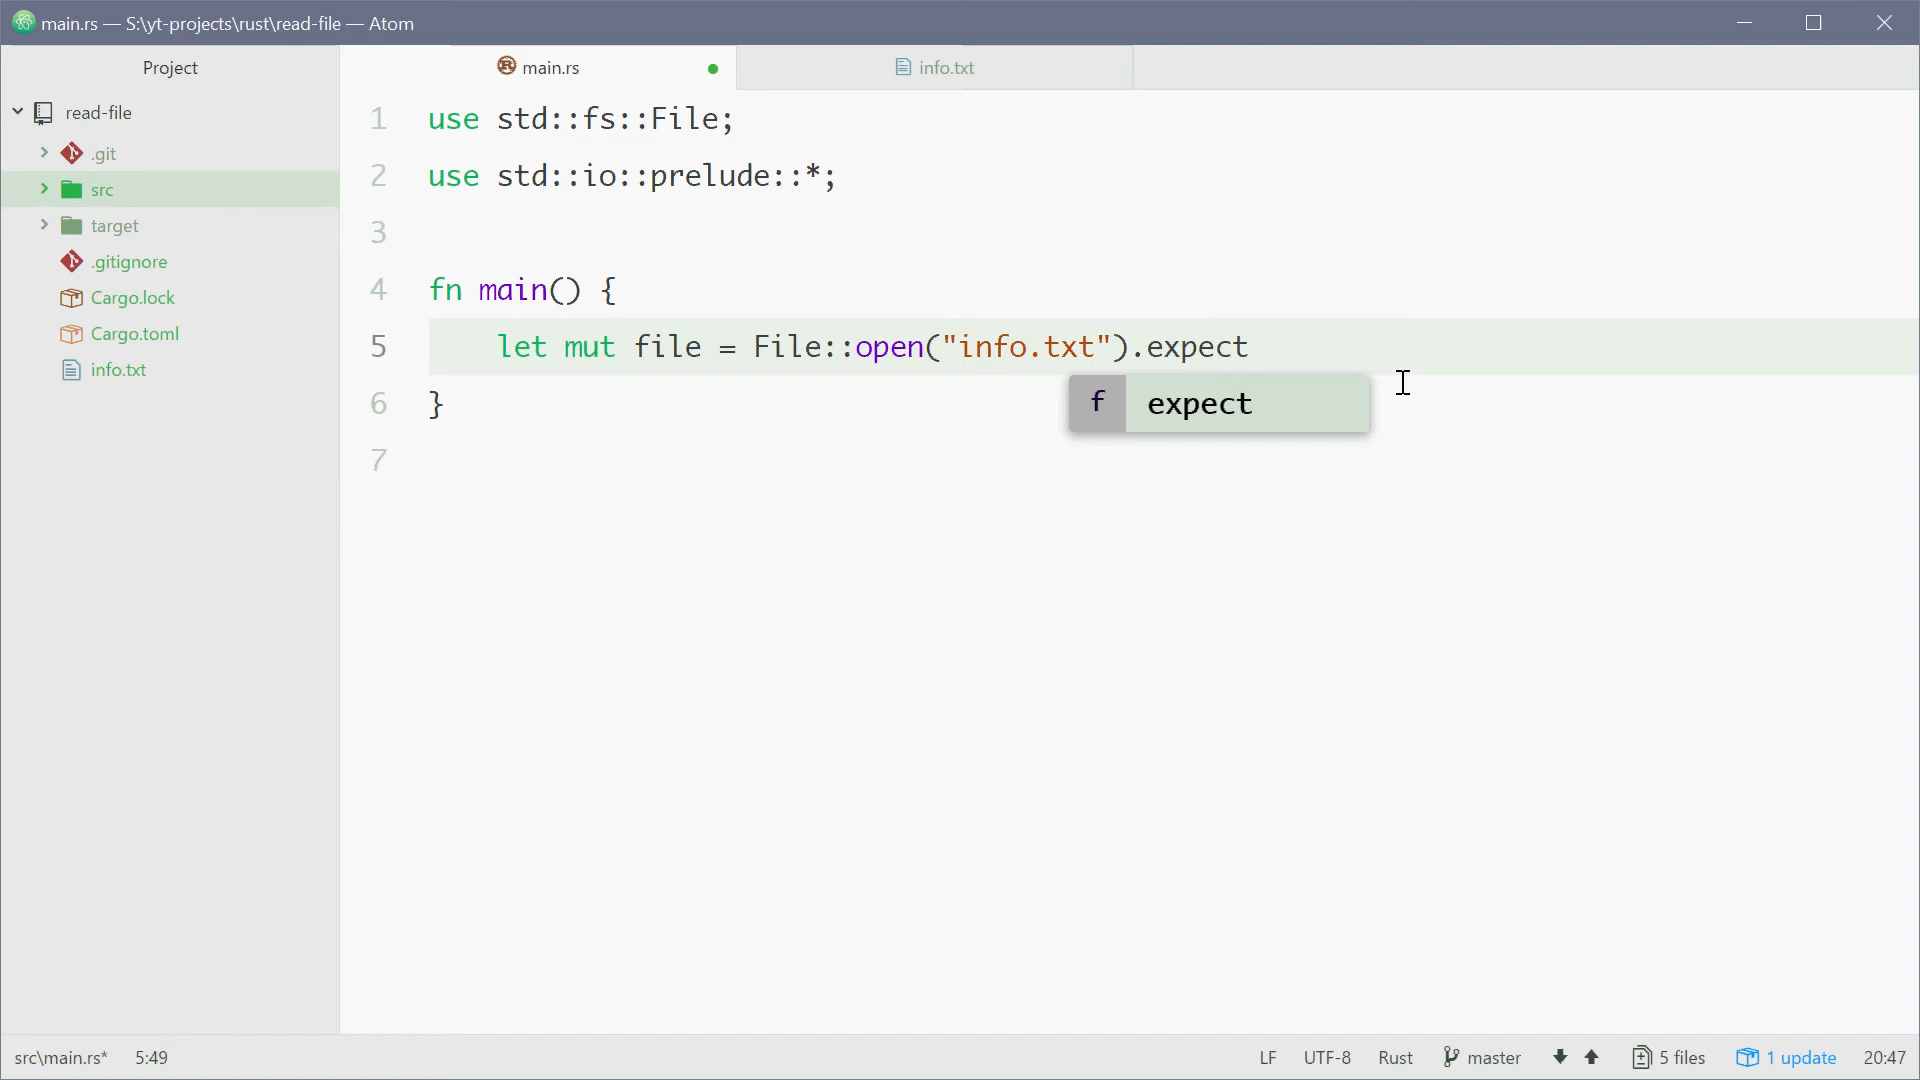 main.rs — S:\yt-projects\rust\read-file — Atom
Project
main.rs
info.txt
read-file
.git
src
target
.gitignore
Cargo.lock
Cargo.toml
info.txt
1 use std::fs::File;
2 use std::io::prelude::*;
3
4 fn main() {
5 let mut file = File::open("info.txt").expect
f expect
6 }
7
src\main.rs* 5:49 LF UTF-8 Rust master 5 files 1 update 20:47